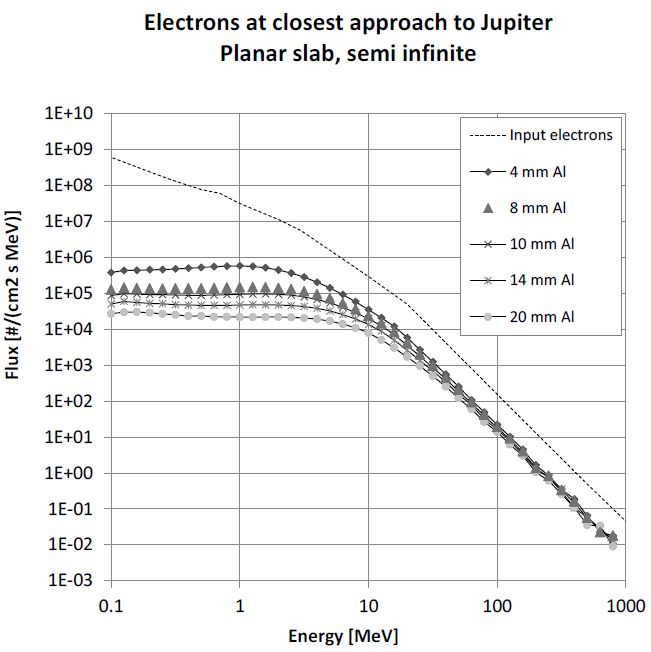 Electrons at closest approach to Jupiter
Planar slab, semi infinite
1E+10
1E+09
1E+08
1E+07
1E+06
1E+05
1E+04
1E+03
1E+02
1E+01
1E+00
1E-01
1E-02
1E-03
Flux [#/(cm2 s MeV)]
Input electrons
4 mm Al
8 mm Al
10 mm Al
14 mm Al
20 mm Al
0.1 1 10 100 1000
Energy [MeV]